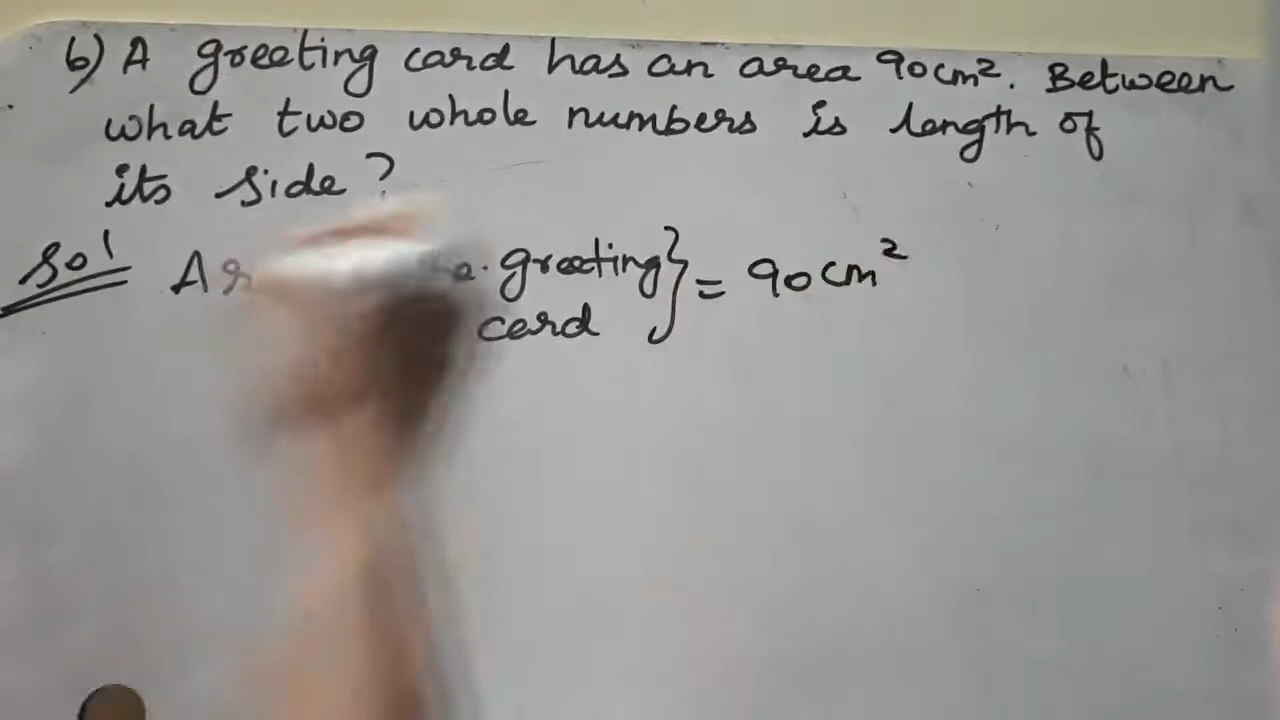 6) A greeting card has an area 90cm². Between
what two whole numbers is length of
its side?
Sol Ar a. greeting } = 90cm²
card